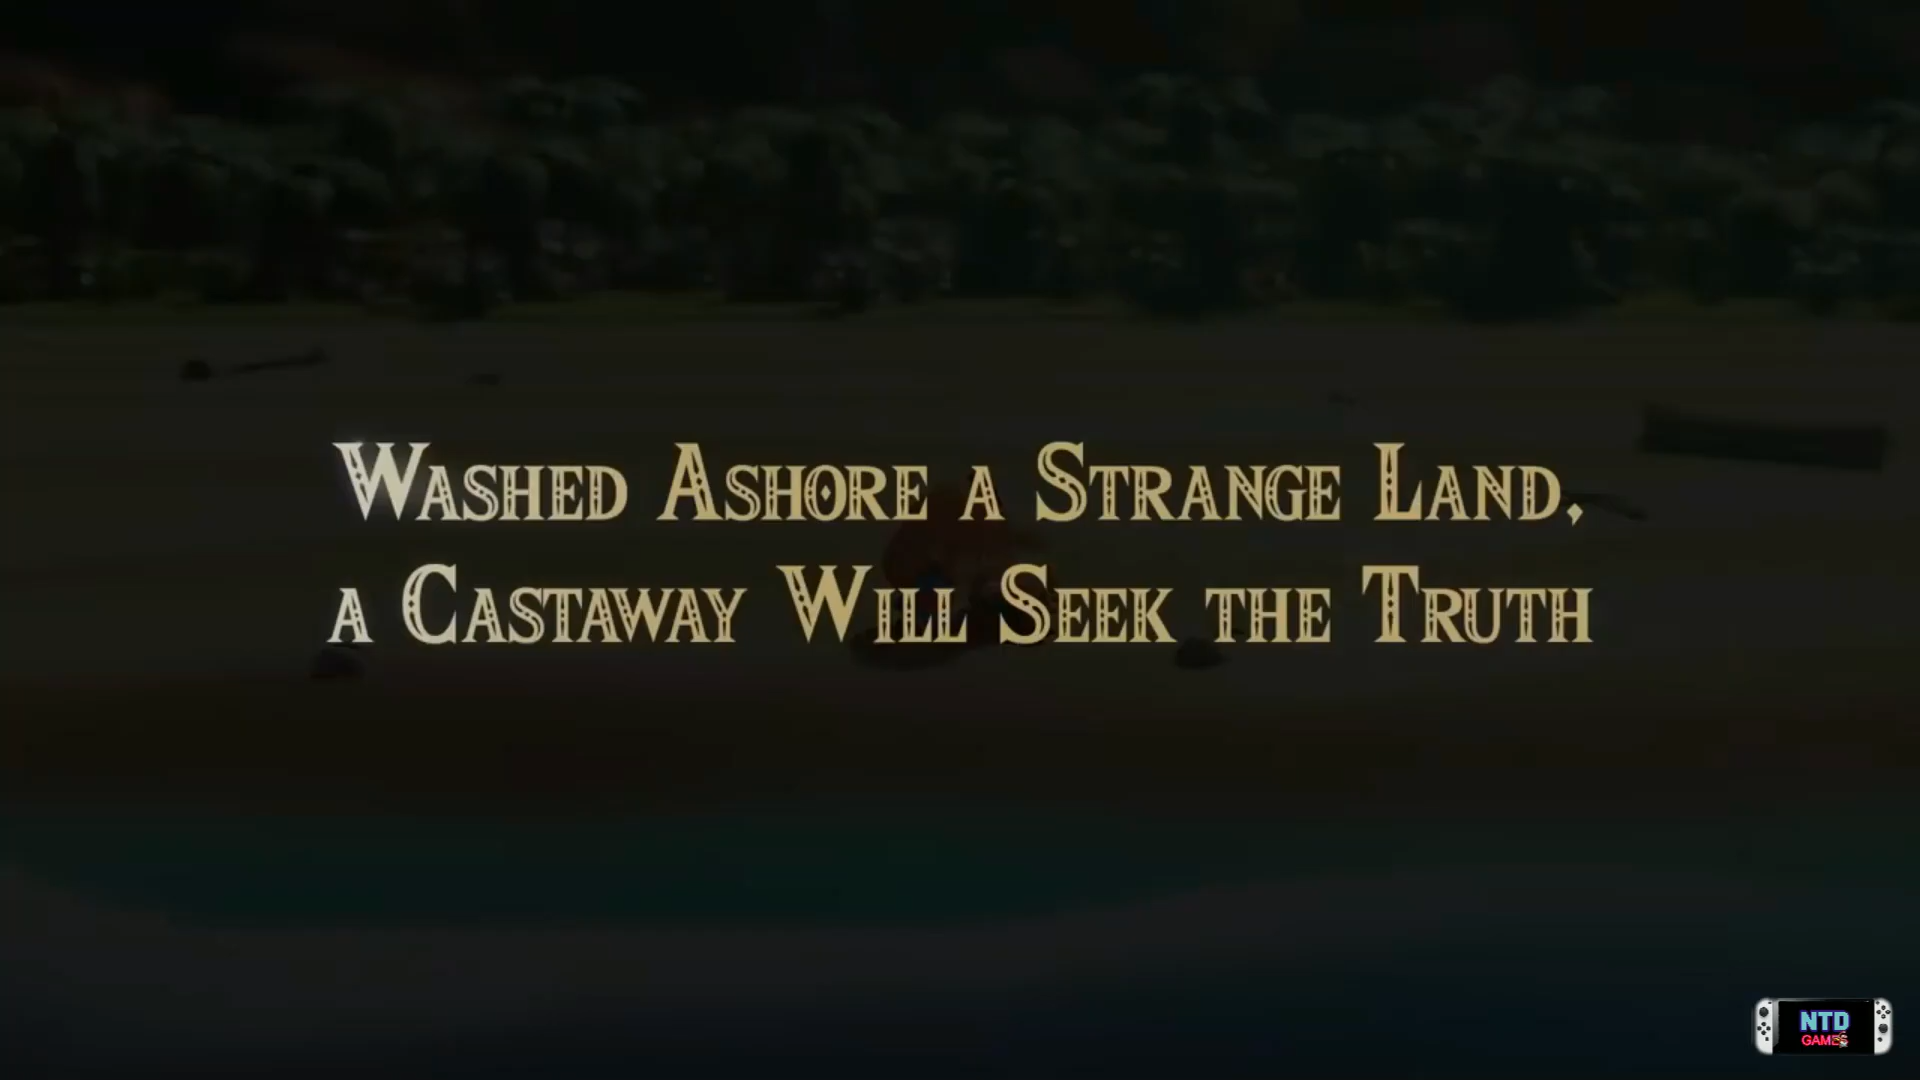 Washed Ashore a Strange Land,
a Castaway Will Seek the Truth
NTD
GAMES